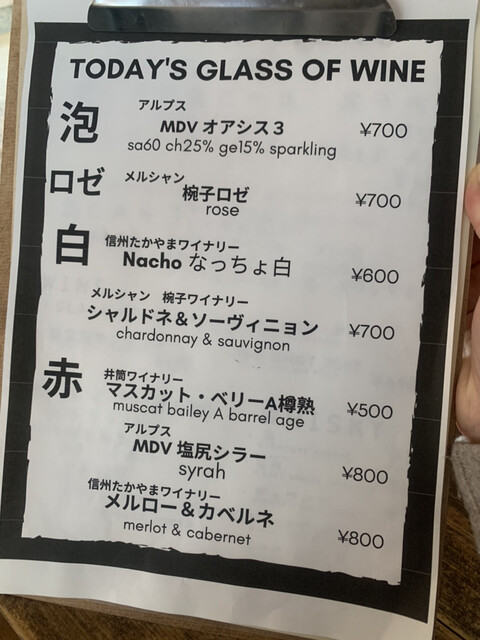 TODAY'S GLASS OF WINE
アルプス
泡 MDV オアシス3 ¥700
sa60 ch25% ge15% sparkling
メルシャン
ロゼ 椀子ロゼ ¥700
rose
信州たかやまワイナリー
白 Nacho なっちょ白 ¥600
メルシャン 椀子ワイナリー
シャルドネ&ソーヴィニョン ¥700
chardonnay & sauvignon
井筒ワイナリー
赤 マスカット・ベリーA樽熟 ¥500
muscat bailey A barrel age
アルプス
MDV 塩尻シラー ¥800
syrah
信州たかやまワイナリー
メルロー&カベルネ ¥800
merlot & cabernet